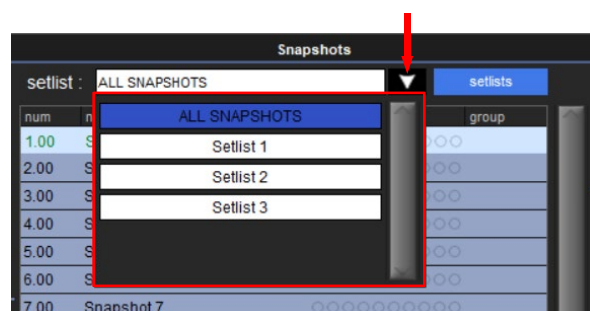 Snapshots
setlist : ALL SNAPSHOTS setlists
num n group
ALL SNAPSHOTS
1.00 S
Setlist 1
2.00 S
Setlist 2
3.00 S
Setlist 3
4.00 S
5.00 S
6.00 S
7.00 Snapshot 7